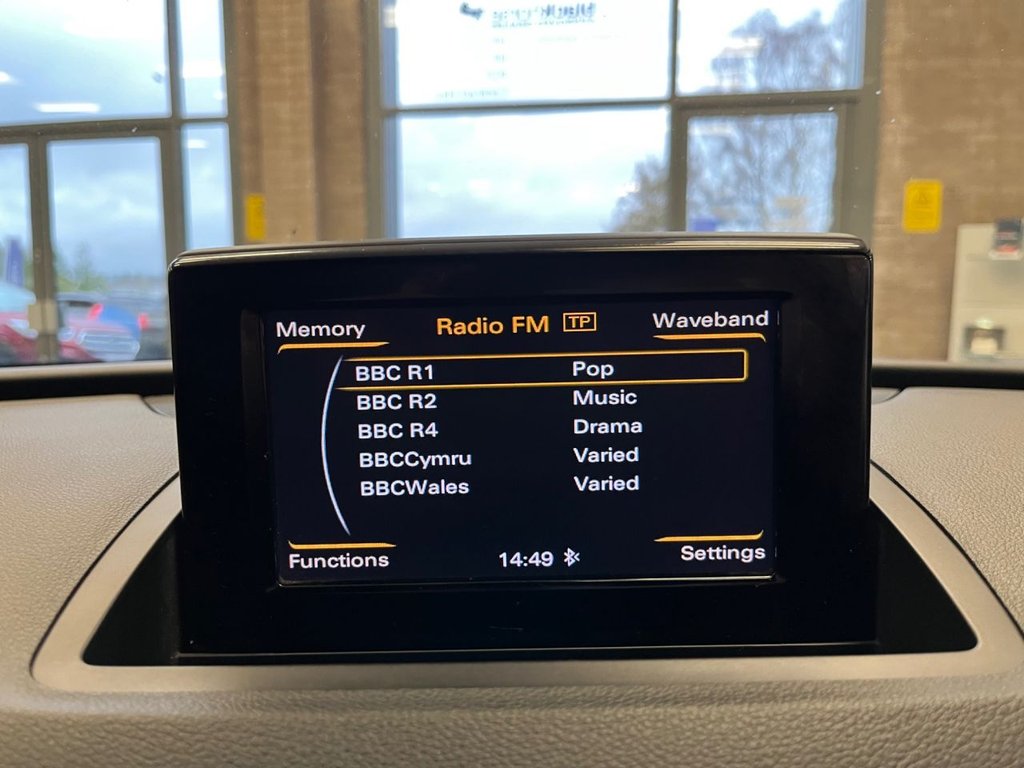 Memory Radio FM TP Waveband
BBC R1 Pop
BBC R2 Music
BBC R4 Drama
BBCCymru Varied
BBCWales Varied
Functions 14:49 Settings